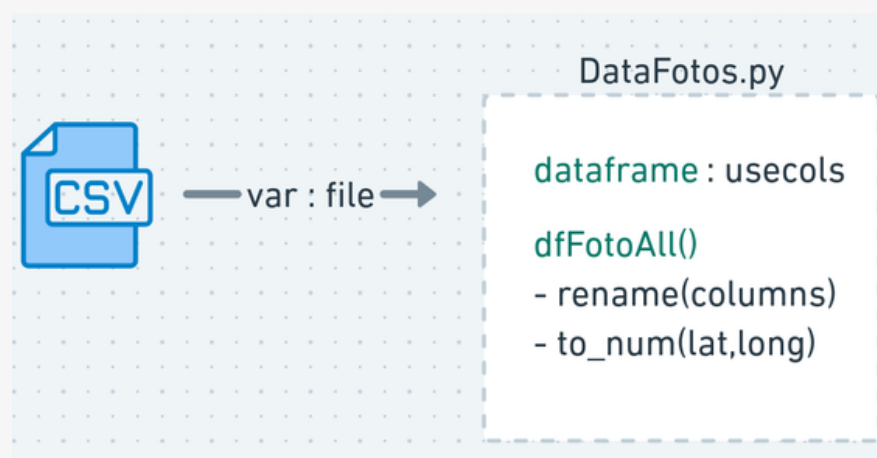 DataFotos.py
CSV
var : file
dataframe : usecols
dfFotoAll()
- rename(columns)
- to_num(lat,long)